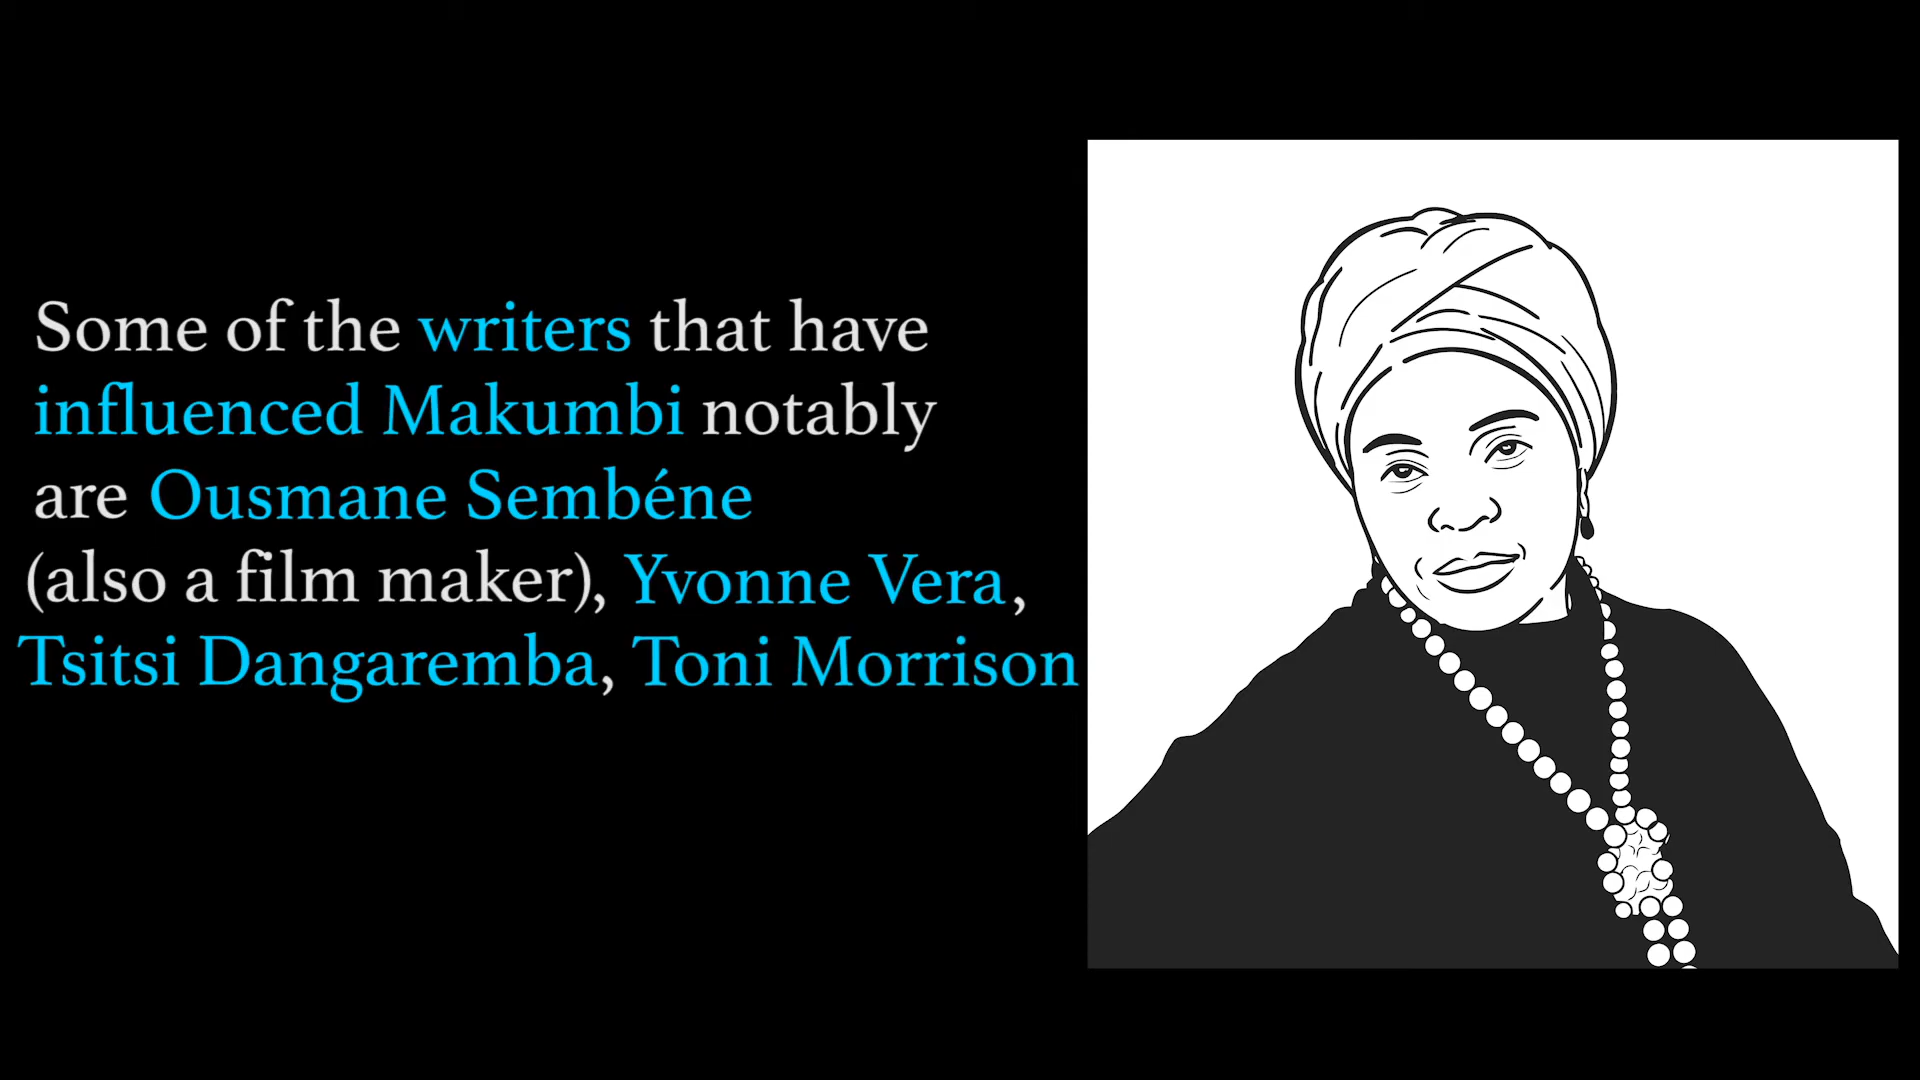 Some of the writers that have
influenced Makumbi notably
are Ousmane Sembéne
(also a film maker), Yvonne Vera,
Tsitsi Dangaremba, Toni Morrison